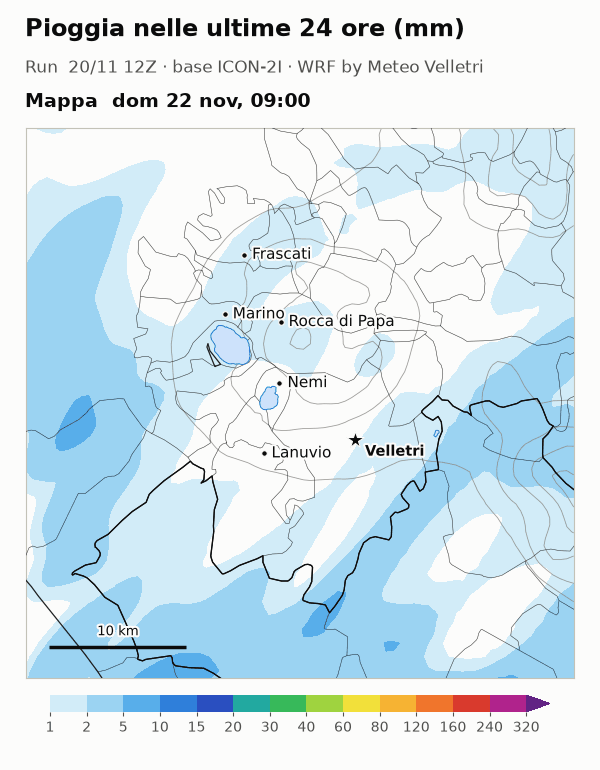 Pioggia nelle ultime 24 ore (mm)
Run 20/11 12Z · base ICON-2I · WRF by Meteo Velletri
Mappa dom 22 nov, 09:00
Frascati
Marino
Rocca di Papa
Nemi
Velletri
Lanuvio
10 km
1 2 5 10 15 20 30 40 60 80 120 160 240 320